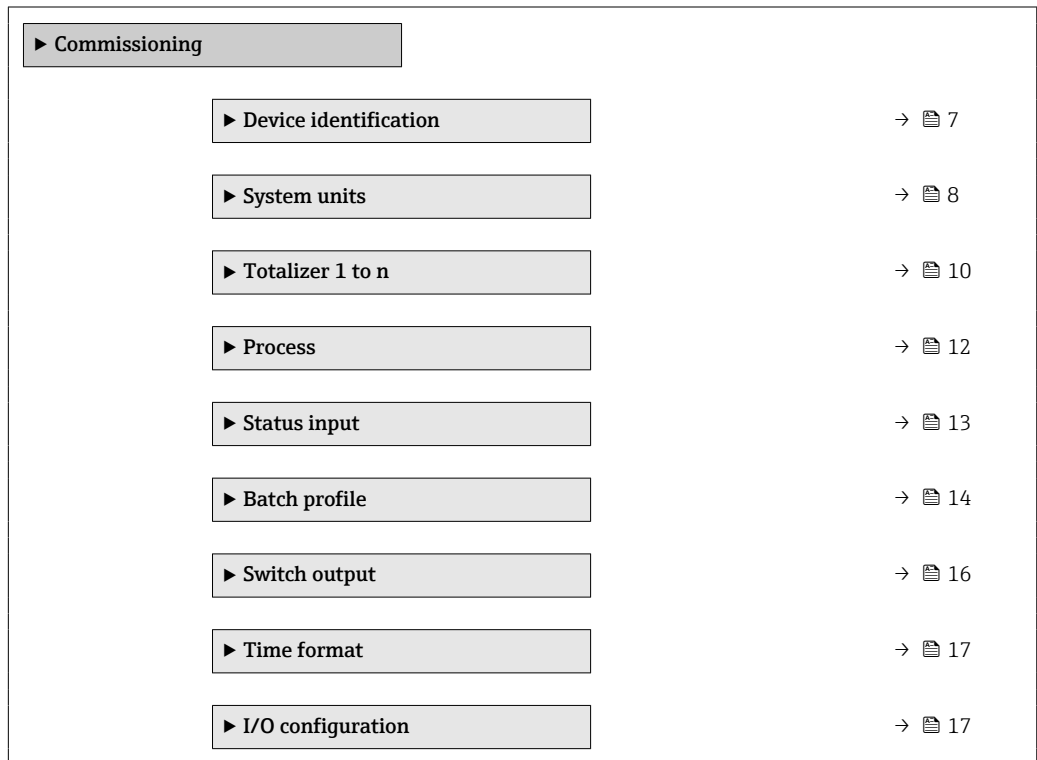 ▶ Commissioning
▶ Device identification → 7
▶ System units → 8
▶ Totalizer 1 to n → 10
▶ Process → 12
▶ Status input → 13
▶ Batch profile → 14
▶ Switch output → 16
▶ Time format → 17
▶ I/O configuration → 17